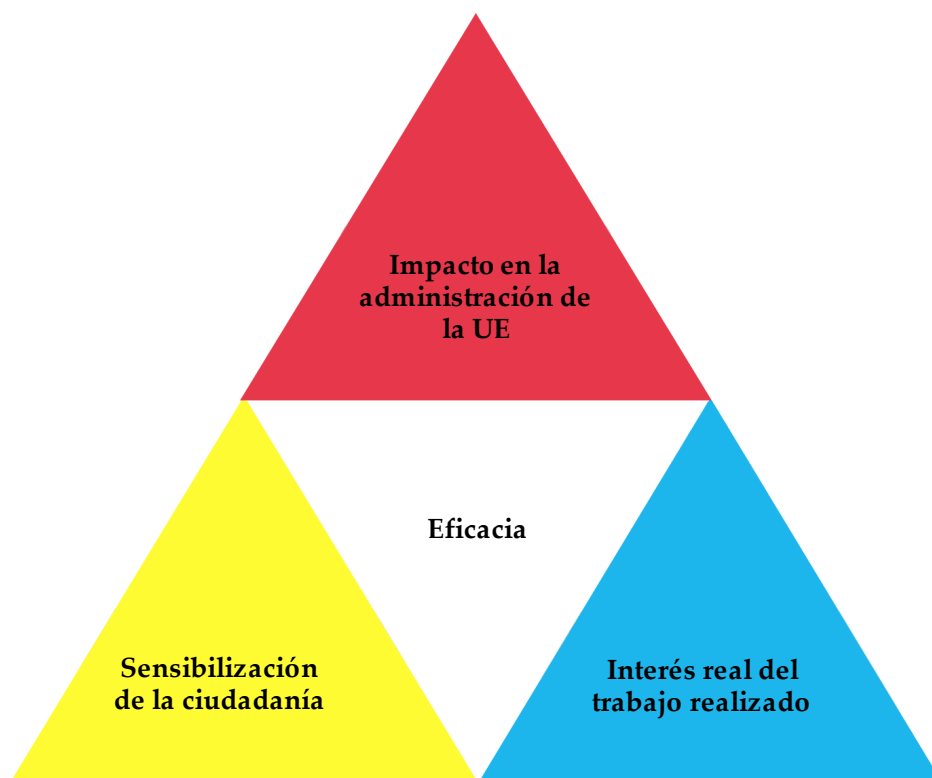 Impacto en la
administración de
la UE
Eficacia
Sensibilización
de la ciudadanía
Interés real del
trabajo realizado